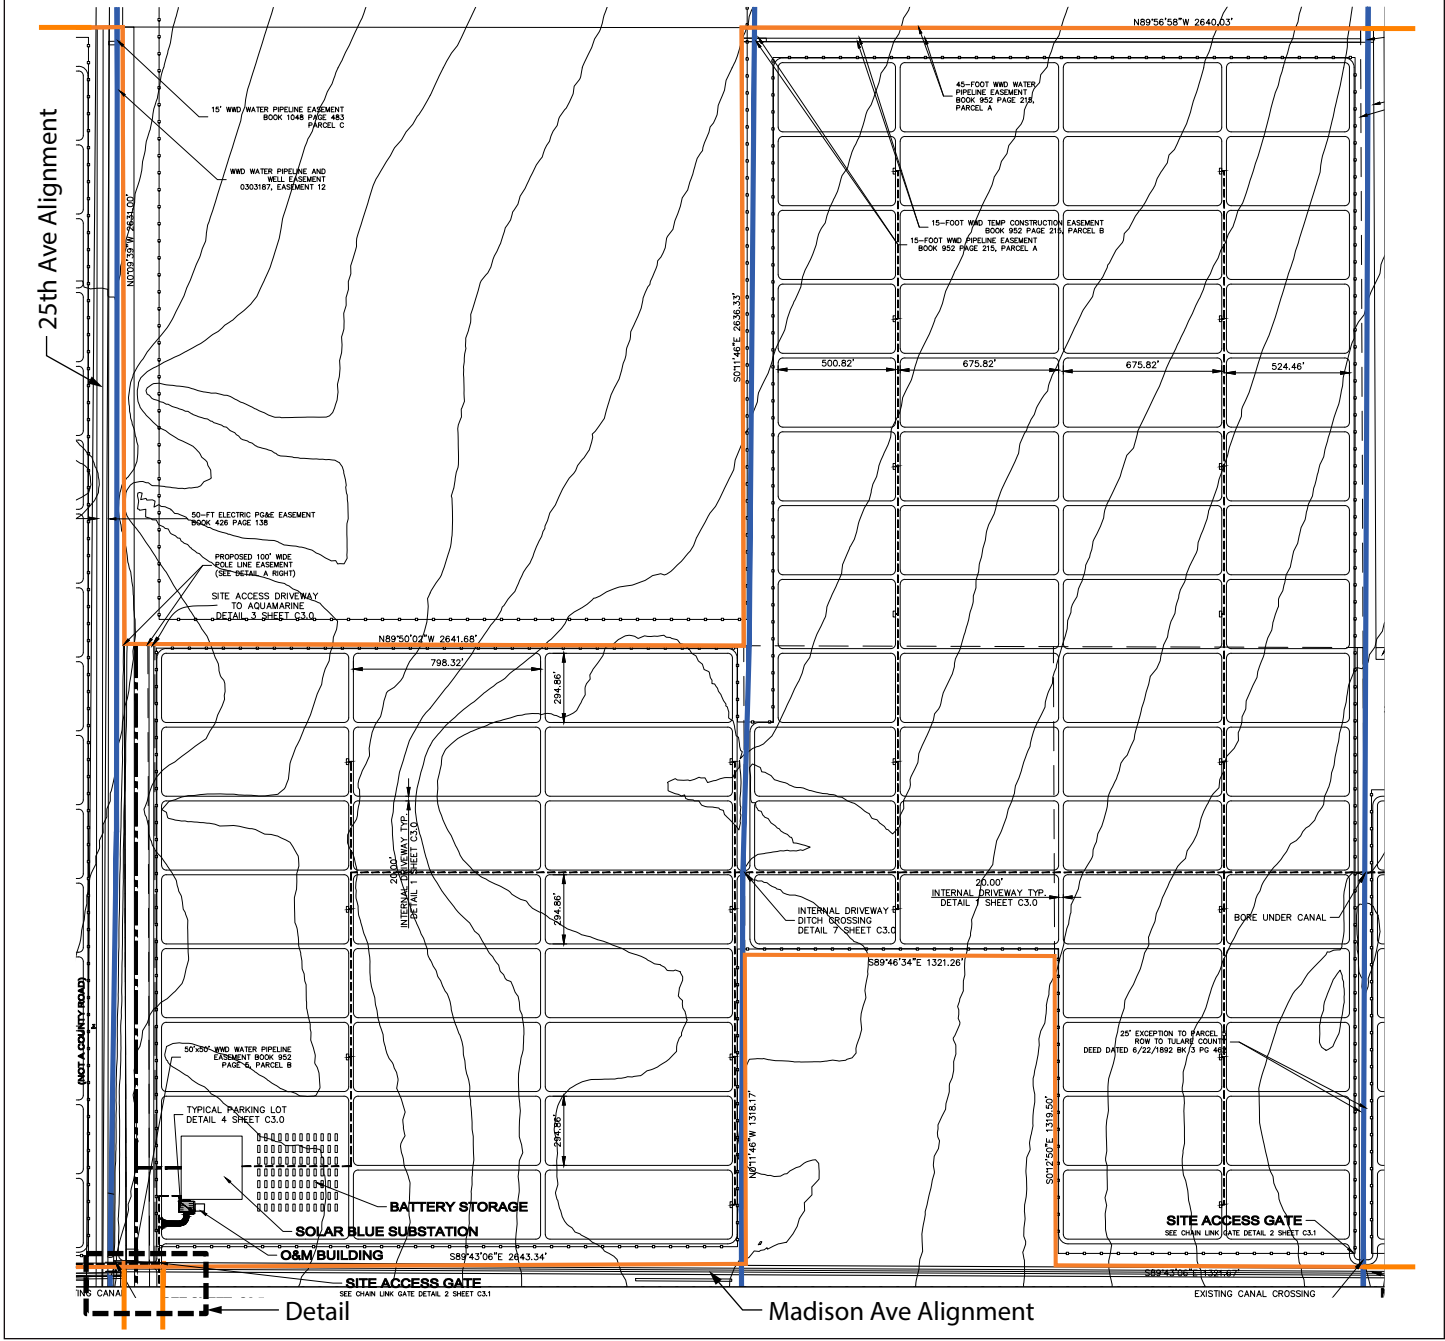 N89°56'58"W 2640.03'
45-FOOT WWD WATER
PIPELINE EASEMENT
BOOK 952 PAGE 215,
PARCEL A
15' WWD WATER PIPELINE EASEMENT
BOOK 1048 PAGE 483
PARCEL C
WWD WATER PIPELINE AND
WELL EASEMENT
0303187, EASEMENT 12
25th Ave Alignment
N0°09'39"W 2631.00'
15-FOOT WWD TEMP CONSTRUCTION EASEMENT
BOOK 952 PAGE 215, PARCEL B
15-FOOT WWD PIPELINE EASEMENT
BOOK 952 PAGE 215, PARCEL A
S0°11'46"E 2636.33'
500.82'
675.82'
675.82'
524.46'
50-FT ELECTRIC PG&E EASEMENT
BOOK 426 PAGE 138
PROPOSED 100' WIDE
POLE LINE EASEMENT
(SEE DETAIL A RIGHT)
SITE ACCESS DRIVEWAY
TO AQUAMARINE
DETAIL 3 SHEET C3.0
N89°50'02"W 2641.68'
798.32'
294.86'
20.00'
INTERNAL DRIVEWAY TYP.
DETAIL 1 SHEET C3.0
294.86'
INTERNAL DRIVEWAY
DITCH CROSSING
DETAIL 7 SHEET C3.0
20.00'
INTERNAL DRIVEWAY TYP.
DETAIL 1 SHEET C3.0
BORE UNDER CANAL
S89°46'34"E 1321.26'
(NOT A COUNTY ROAD)
50'x50' WWD WATER PIPELINE
EASEMENT BOOK 952
PAGE 6, PARCEL B
25' EXCEPTION TO PARCEL
ROW TO TULARE COUNTY
DEED DATED 6/22/1892 BK 3 PG
TYPICAL PARKING LOT
DETAIL 4 SHEET C3.0
294.86'
N0°11'46"W 1318.17'
S0°12'50"E 1319.50'
BATTERY STORAGE
SOLAR BLUE SUBSTATION
O&M BUILDING
S89°43'06"E 2643.34'
SITE ACCESS GATE
SEE CHAIN LINK GATE DETAIL 2 SHEET C3.1
SITE ACCESS GATE
SEE CHAIN LINK GATE DETAIL 2 SHEET C3.1
S89°43'06"E 1321.67'
ING CANAL
EXISTING CANAL CROSSING
Detail
Madison Ave Alignment